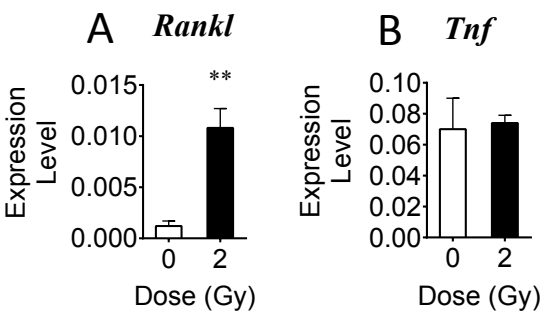 A Rankl
**
Expression
Level
0.015
0.010
0.005
0.000
0 2
Dose (Gy)
B Tnf
Expression
Level
0.10
0.08
0.06
0.04
0.02
0.00
0 2
Dose (Gy)